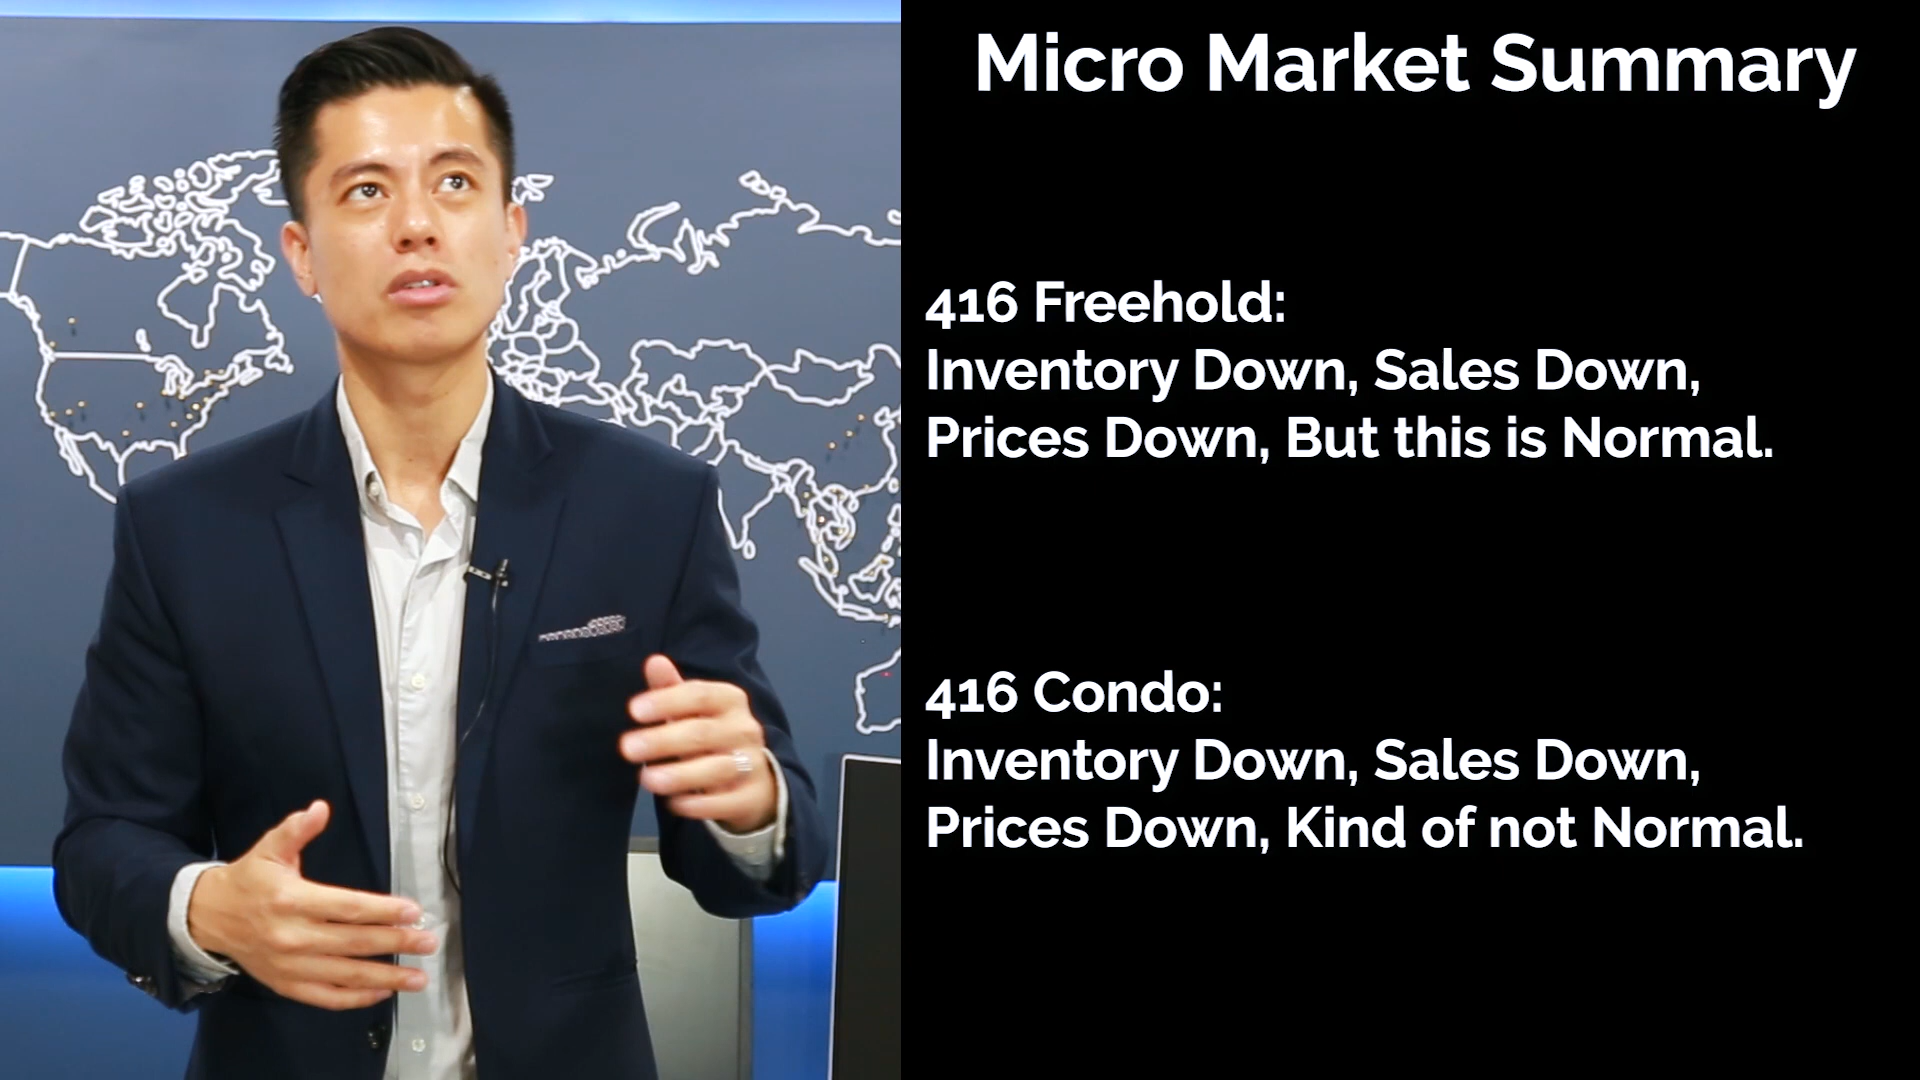 Micro Market Summary
416 Freehold:
Inventory Down, Sales Down,
Prices Down, But this is Normal.
416 Condo:
Inventory Down, Sales Down,
Prices Down, Kind of not Normal.